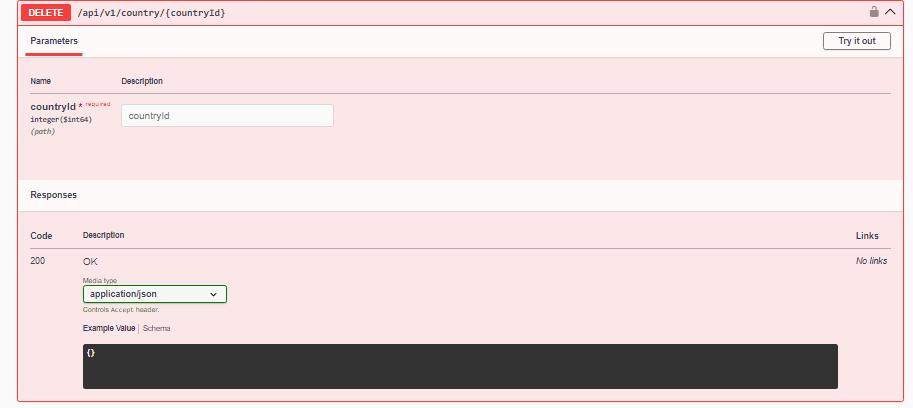 DELETE /api/v1/country/{countryId}
Parameters Try it out
Name Description
countryId * required
integer($int64)
(path)
countryId
Responses
Code Description Links
200 OK No links
Media type
application/json
Controls Accept header.
Example Value | Schema
{}